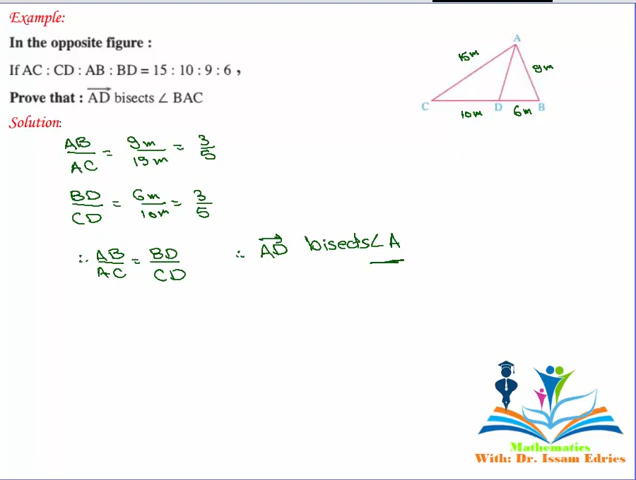 Example:
In the opposite figure :
If AC : CD : AB : BD = 15 : 10 : 9 : 6 ,
Prove that : AD bisects ∠ BAC
Solution:
AB/AC = 9m/15m = 3/5
BD/CD = 6m/10m = 3/5
∴ AB/AC = BD/CD ∴ AD bisects ∠ A
A
15m
9m
C D B
10m 6m
Mathematics
With: Dr. Issam Edries